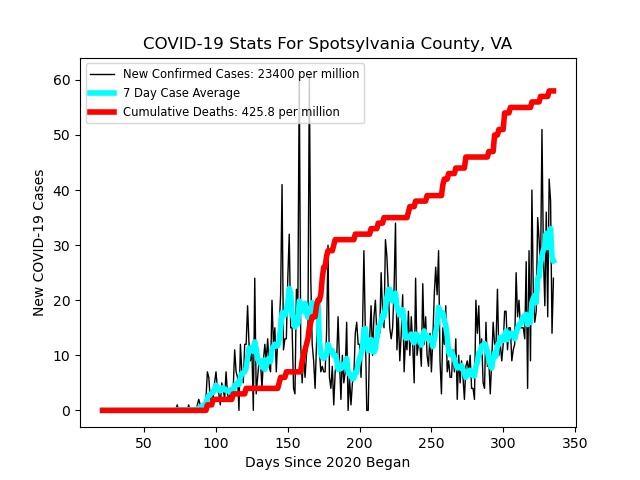 COVID-19 Stats For Spotsylvania County, VA
New Confirmed Cases: 23400 per million
7 Day Case Average
Cumulative Deaths: 425.8 per million
New COVID-19 Cases
60
50
40
30
20
10
0
50 100 150 200 250 300 350
Days Since 2020 Began